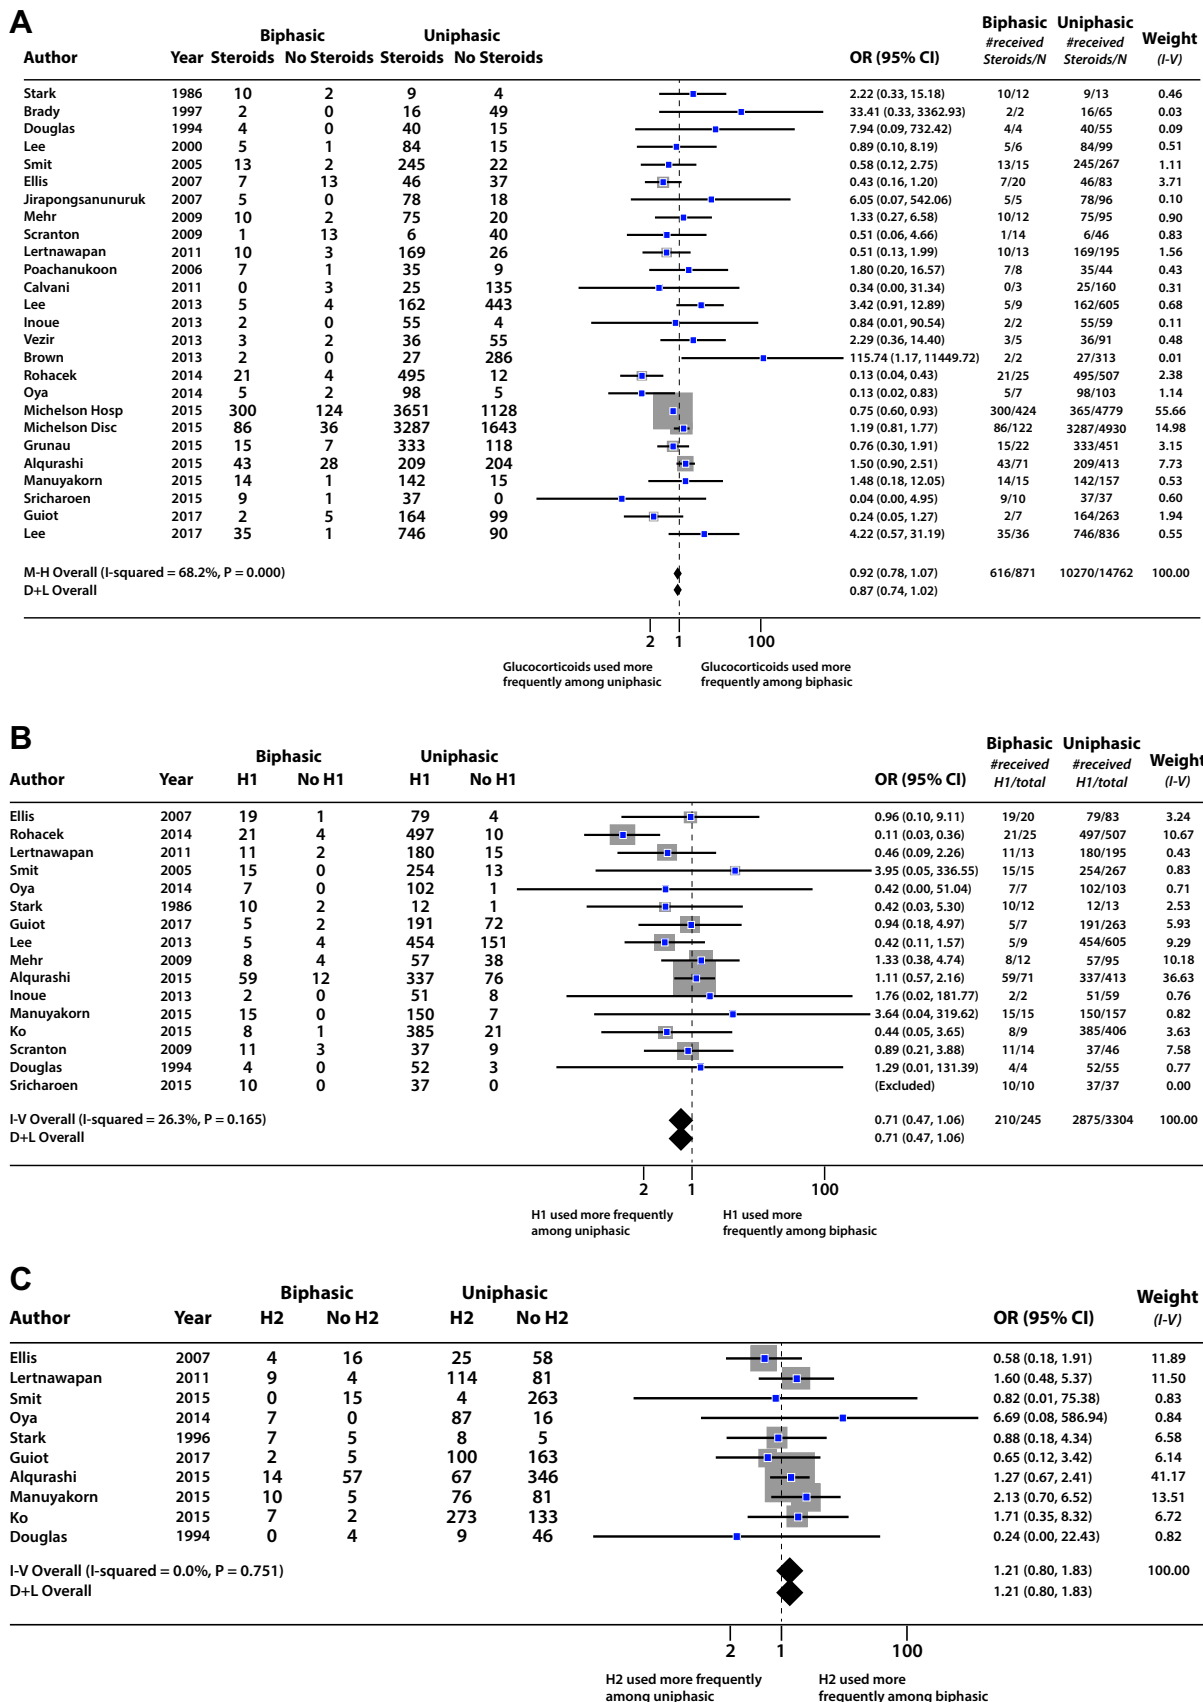 A
Biphasic Uniphasic Biphasic Uniphasic Weight
Author Year Steroids No Steroids Steroids No Steroids OR (95% CI) #received Steroids/N #received Steroids/N (I-V)
Stark 1986 10 2 9 4 2.22 (0.33, 15.18) 10/12 9/13 0.46
Brady 1997 2 0 16 49 33.41 (0.33, 3362.93) 2/2 16/65 0.03
Douglas 1994 4 0 40 15 7.94 (0.09, 732.42) 4/4 40/55 0.09
Lee 2000 5 1 84 15 0.89 (0.10, 8.19) 5/6 84/99 0.51
Smit 2005 13 2 245 22 0.58 (0.12, 2.75) 13/15 245/267 1.11
Ellis 2007 7 13 46 37 0.43 (0.16, 1.20) 7/20 46/83 3.71
Jirapongsanunuruk 2007 5 0 78 18 6.05 (0.07, 542.06) 5/5 78/96 0.10
Mehr 2009 10 2 75 20 1.33 (0.27, 6.58) 10/12 75/95 0.90
Scranton 2009 1 13 6 40 0.51 (0.06, 4.66) 1/14 6/46 0.83
Lertnawapan 2011 10 3 169 26 0.51 (0.13, 1.99) 10/13 169/195 1.56
Poachanukoon 2006 7 1 35 9 1.80 (0.20, 16.57) 7/8 35/44 0.43
Calvani 2011 0 3 25 135 0.34 (0.00, 31.34) 0/3 25/160 0.31
Lee 2013 5 4 162 443 3.42 (0.91, 12.89) 5/9 162/605 0.68
Inoue 2013 2 0 55 4 0.84 (0.01, 90.54) 2/2 55/59 0.11
Vezir 2013 3 2 36 55 2.29 (0.36, 14.40) 3/5 36/91 0.48
Brown 2013 2 0 27 286 115.74 (1.17, 11449.72) 2/2 27/313 0.01
Rohacek 2014 21 4 495 12 0.13 (0.04, 0.43) 21/25 495/507 2.38
Oya 2014 5 2 98 5 0.13 (0.02, 0.83) 5/7 98/103 1.14
Michelson Hosp 2015 300 124 3651 1128 0.75 (0.60, 0.93) 300/424 365/4779 55.66
Michelson Disc 2015 86 36 3287 1643 1.19 (0.81, 1.77) 86/122 3287/4930 14.98
Grunau 2015 15 7 333 118 0.76 (0.30, 1.91) 15/22 333/451 3.15
Alqurashi 2015 43 28 209 204 1.50 (0.90, 2.51) 43/71 209/413 7.73
Manuyakorn 2015 14 1 142 15 1.48 (0.18, 12.05) 14/15 142/157 0.53
Sricharoen 2015 9 1 37 0 0.04 (0.00, 4.95) 9/10 37/37 0.60
Guiot 2017 2 5 164 99 0.24 (0.05, 1.27) 2/7 164/263 1.94
Lee 2017 35 1 746 90 4.22 (0.57, 31.19) 35/36 746/836 0.55
M-H Overall (I-squared = 68.2%, P = 0.000) 0.92 (0.78, 1.07) 616/871 10270/14762 100.00
D+L Overall 0.87 (0.74, 1.02)
2 1 100
Glucocorticoids used more Glucocorticoids used more
frequently among uniphasic frequently among biphasic
B
Biphasic Uniphasic Biphasic Uniphasic Weight
Author Year H1 No H1 H1 No H1 OR (95% CI) #received H1/total #received H1/total (I-V)
Ellis 2007 19 1 79 4 0.96 (0.10, 9.11) 19/20 79/83 3.24
Rohacek 2014 21 4 497 10 0.11 (0.03, 0.36) 21/25 497/507 10.67
Lertnawapan 2011 11 2 180 15 0.46 (0.09, 2.26) 11/13 180/195 0.43
Smit 2005 15 0 254 13 3.95 (0.05, 336.55) 15/15 254/267 0.83
Oya 2014 7 0 102 1 0.42 (0.00, 51.04) 7/7 102/103 0.71
Stark 1986 10 2 12 1 0.42 (0.03, 5.30) 10/12 12/13 2.53
Guiot 2017 5 2 191 72 0.94 (0.18, 4.97) 5/7 191/263 5.93
Lee 2013 5 4 454 151 0.42 (0.11, 1.57) 5/9 454/605 9.29
Mehr 2009 8 4 57 38 1.33 (0.38, 4.74) 8/12 57/95 10.18
Alqurashi 2015 59 12 337 76 1.11 (0.57, 2.16) 59/71 337/413 36.63
Inoue 2013 2 0 51 8 1.76 (0.02, 181.77) 2/2 51/59 0.76
Manuyakorn 2015 15 0 150 7 3.64 (0.04, 319.62) 15/15 150/157 0.82
Ko 2015 8 1 385 21 0.44 (0.05, 3.65) 8/9 385/406 3.63
Scranton 2009 11 3 37 9 0.89 (0.21, 3.88) 11/14 37/46 7.58
Douglas 1994 4 0 52 3 1.29 (0.01, 131.39) 4/4 52/55 0.77
Sricharoen 2015 10 0 37 0 (Excluded) 10/10 37/37 0.00
I-V Overall (I-squared = 26.3%, P = 0.165) 0.71 (0.47, 1.06) 210/245 2875/3304 100.00
D+L Overall 0.71 (0.47, 1.06)
2 1 100
H1 used more frequently H1 used more
among uniphasic frequently among biphasic
C
Biphasic Uniphasic Weight
Author Year H2 No H2 H2 No H2 OR (95% CI) (I-V)
Ellis 2007 4 16 25 58 0.58 (0.18, 1.91) 11.89
Lertnawapan 2011 9 4 114 81 1.60 (0.48, 5.37) 11.50
Smit 2015 0 15 4 263 0.82 (0.01, 75.38) 0.83
Oya 2014 7 0 87 16 6.69 (0.08, 586.94) 0.84
Stark 1996 7 5 8 5 0.88 (0.18, 4.34) 6.58
Guiot 2017 2 5 100 163 0.65 (0.12, 3.42) 6.14
Alqurashi 2015 14 57 67 346 1.27 (0.67, 2.41) 41.17
Manuyakorn 2015 10 5 76 81 2.13 (0.70, 6.52) 13.51
Ko 2015 7 2 273 133 1.71 (0.35, 8.32) 6.72
Douglas 1994 0 4 9 46 0.24 (0.00, 22.43) 0.82
I-V Overall (I-squared = 0.0%, P = 0.751) 1.21 (0.80, 1.83) 100.00
D+L Overall 1.21 (0.80, 1.83)
2 1 100
H2 used more frequently H2 used more
among uniphasic frequently among biphasic